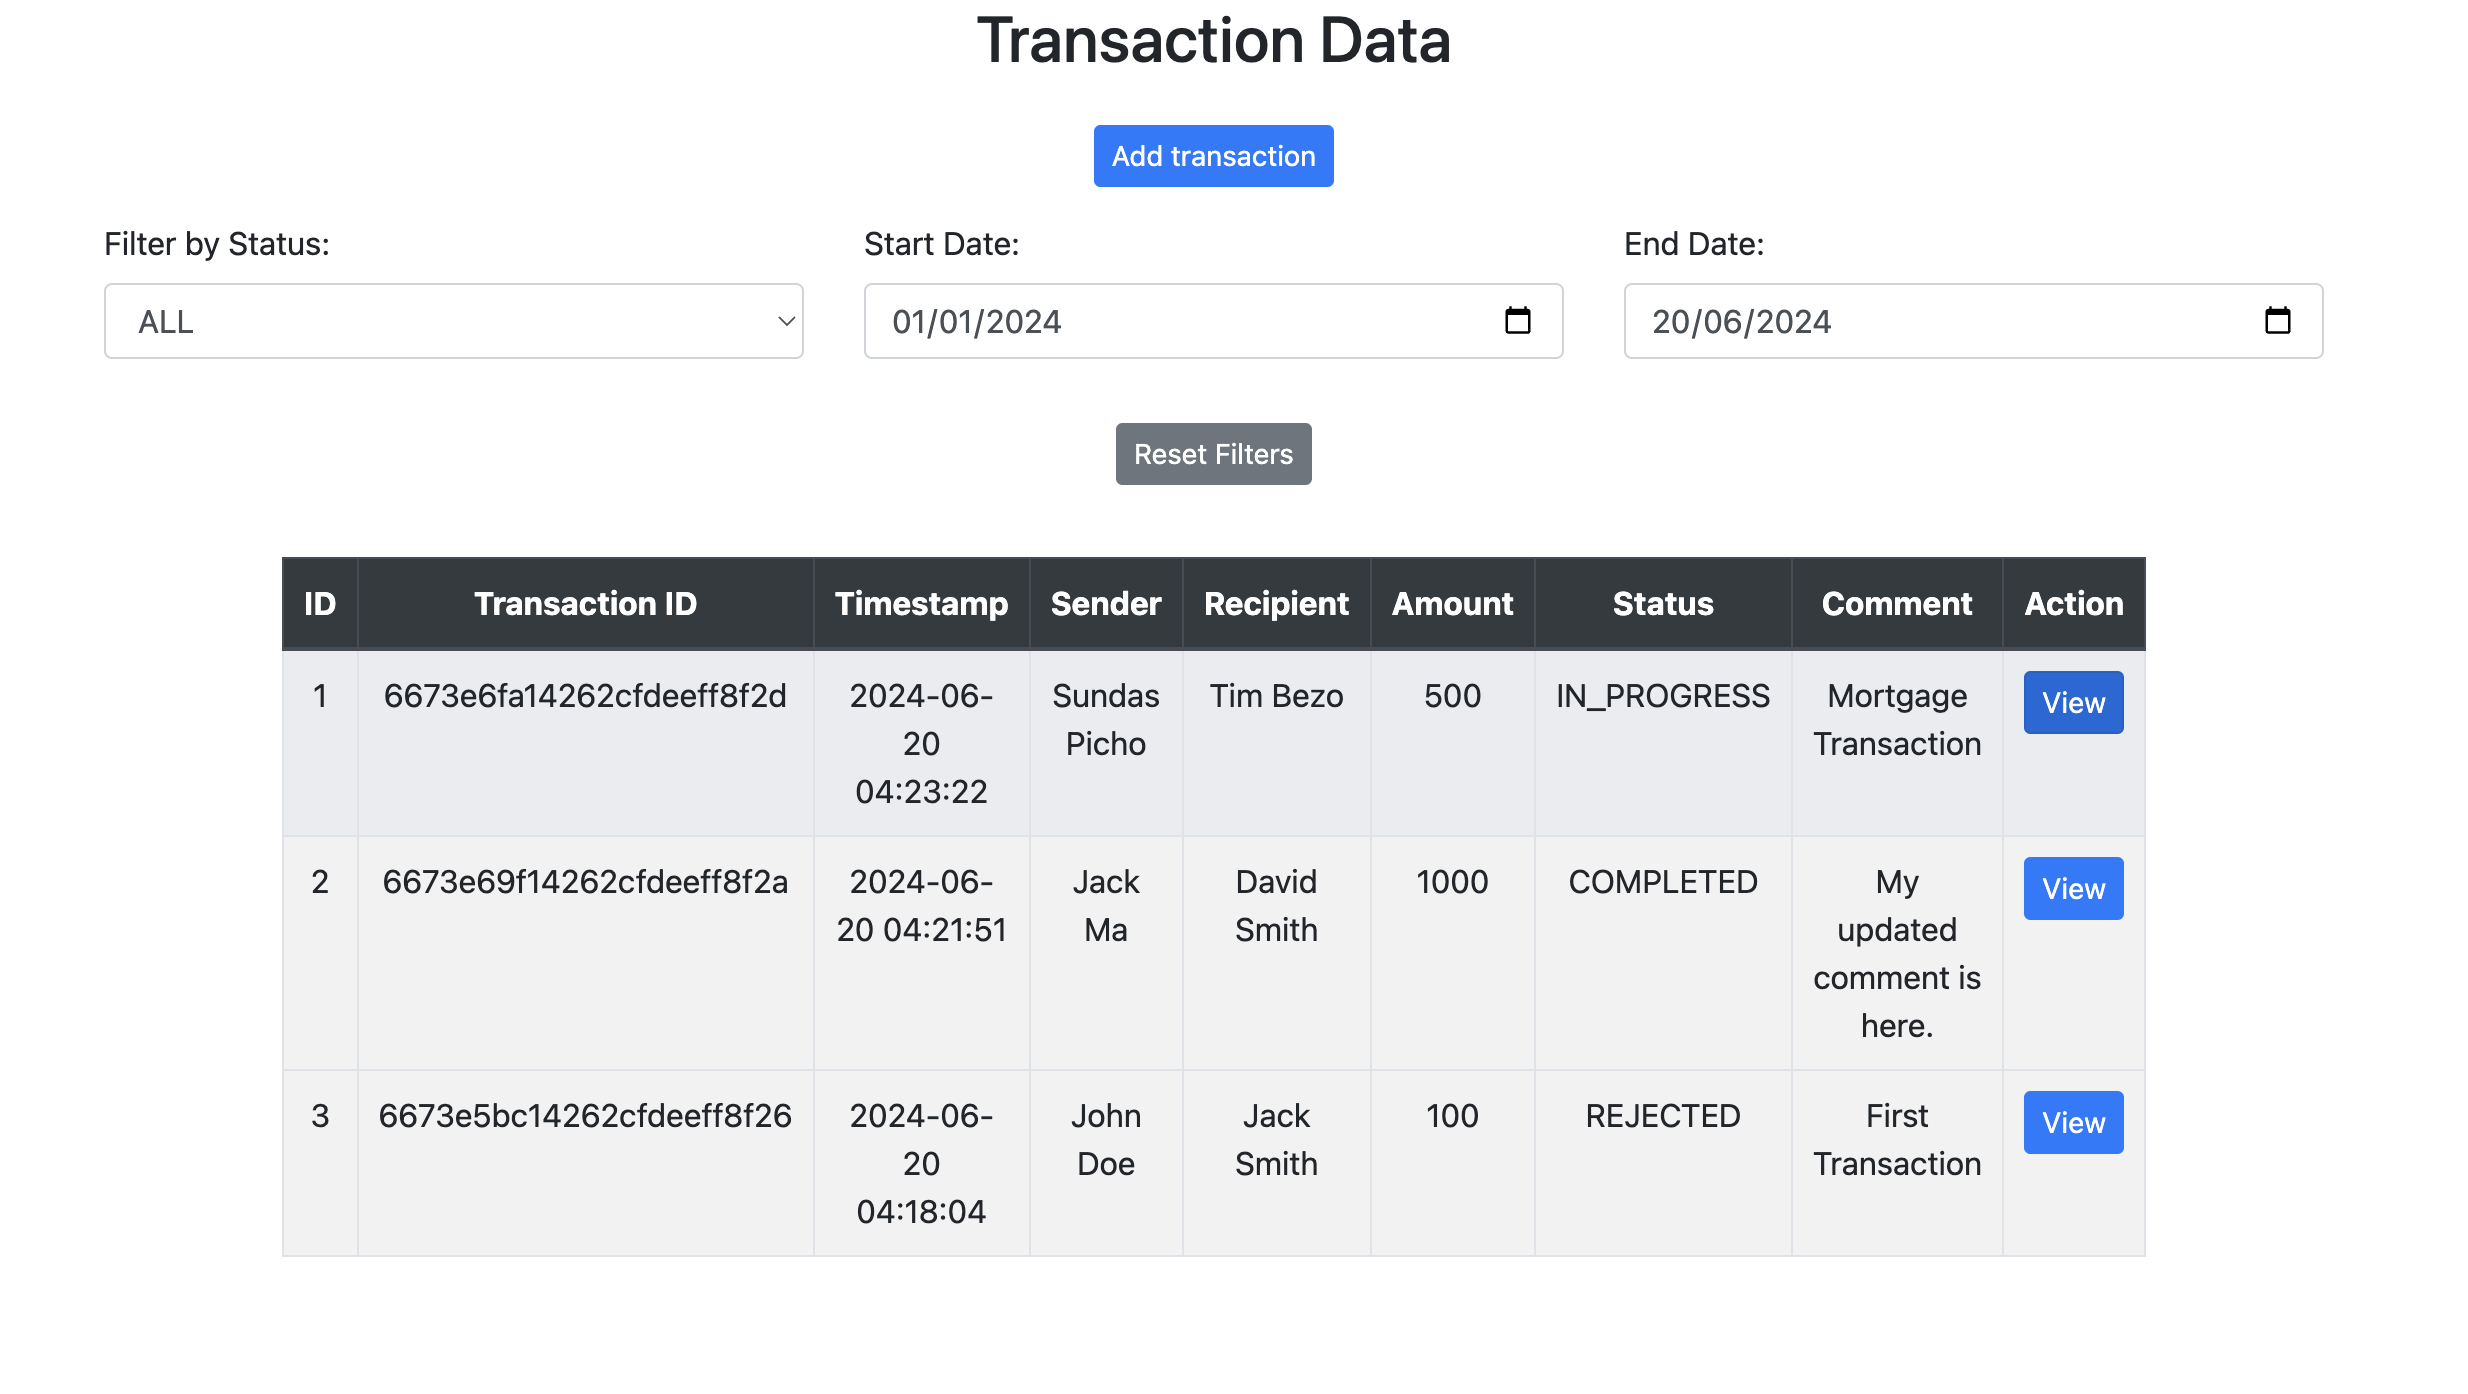 Transaction Data
Add transaction
Filter by Status:
Start Date:
End Date:
ALL
01/01/2024
20/06/2024
Reset Filters
ID Transaction ID Timestamp Sender Recipient Amount Status Comment Action
1 6673e6fa14262cfdeeff8f2d 2024-06- Sundas Tim Bezo 500 IN_PROGRESS Mortgage View
20 Picho Transaction
04:23:22
2 6673e69f14262cfdeeff8f2a 2024-06- Jack David 1000 COMPLETED My View
20 04:21:51 Ma Smith updated
comment is
here.
3 6673e5bc14262cfdeeff8f26 2024-06- John Jack 100 REJECTED First View
20 Doe Smith Transaction
04:18:04